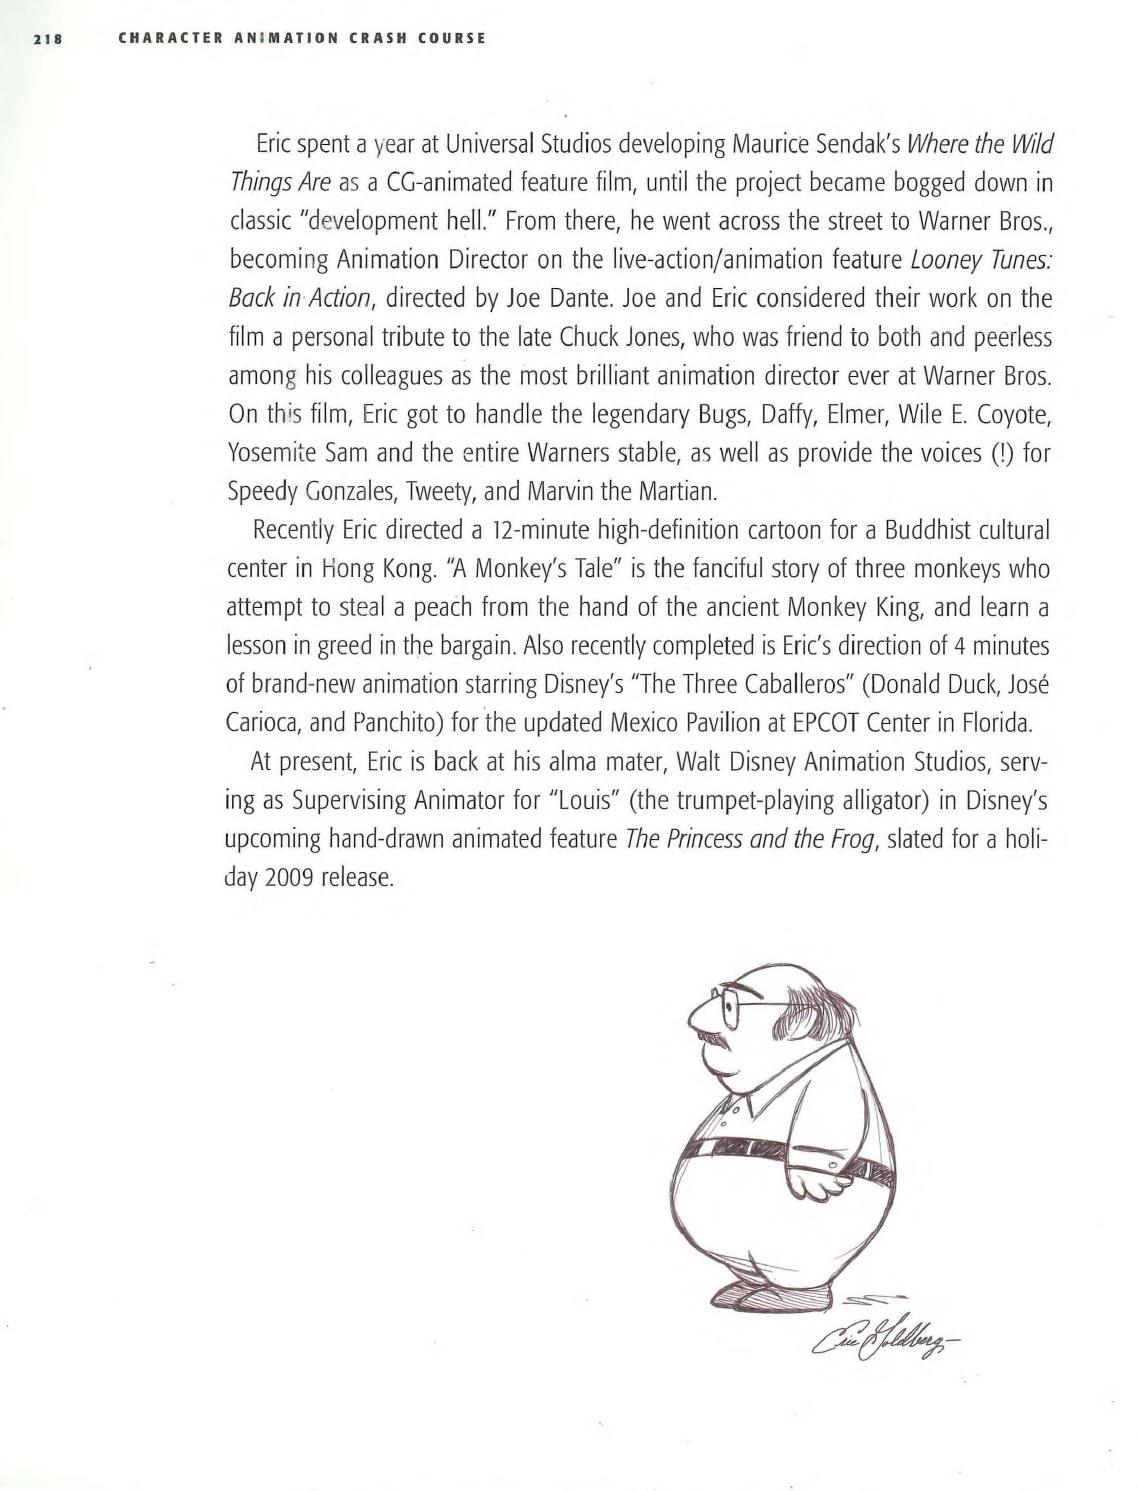 218 CHARACTER ANIMATION CRASH COURSE
Eric spent a year at Universal Studios developing Maurice Sendak's Where the Wild
Things Are as a CG-animated feature film, until the project became bogged down in
classic "development hell." From there, he went across the street to Warner Bros.,
becoming Animation Director on the live-action/animation feature Looney Tunes:
Back in Action, directed by Joe Dante. Joe and Eric considered their work on the
film a personal tribute to the late Chuck Jones, who was friend to both and peerless
among his colleagues as the most brilliant animation director ever at Warner Bros.
On this film, Eric got to handle the legendary Bugs, Daffy, Elmer, Wile E. Coyote,
Yosemite Sam and the entire Warners stable, as well as provide the voices (!) for
Speedy Gonzales, Tweety, and Marvin the Martian.
Recently Eric directed a 12-minute high-definition cartoon for a Buddhist cultural
center in Hong Kong. "A Monkey's Tale" is the fanciful story of three monkeys who
attempt to steal a peach from the hand of the ancient Monkey King, and learn a
lesson in greed in the bargain. Also recently completed is Eric's direction of 4 minutes
of brand-new animation starring Disney's "The Three Caballeros" (Donald Duck, José
Carioca, and Panchito) for the updated Mexico Pavilion at EPCOT Center in Florida.
At present, Eric is back at his alma mater, Walt Disney Animation Studios, serv-
ing as Supervising Animator for "Louis" (the trumpet-playing alligator) in Disney's
upcoming hand-drawn animated feature The Princess and the Frog, slated for a holi-
day 2009 release.
Eric Goldberg